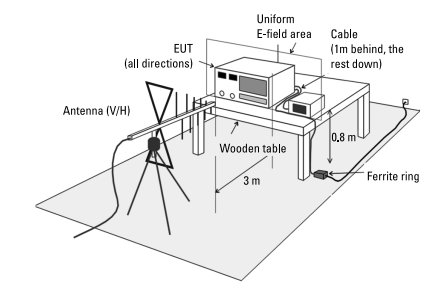 Uniform
E-field area
Cable
(1m behind, the
rest down)
EUT
(all directions)
Antenna (V/H)
Wooden table
0,8 m
3 m
Ferrite ring